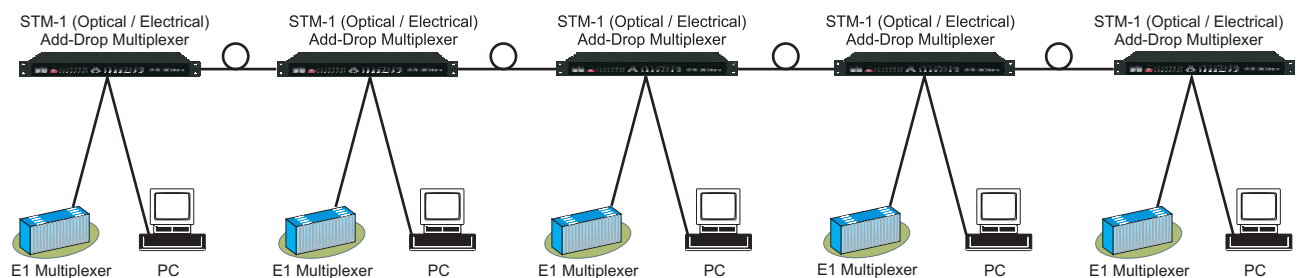 STM-1 (Optical / Electrical)
Add-Drop Multiplexer
STM-1 (Optical / Electrical)
Add-Drop Multiplexer
STM-1 (Optical / Electrical)
Add-Drop Multiplexer
STM-1 (Optical / Electrical)
Add-Drop Multiplexer
STM-1 (Optical / Electrical)
Add-Drop Multiplexer
E1 Multiplexer
PC
E1 Multiplexer
PC
E1 Multiplexer
PC
E1 Multiplexer
PC
E1 Multiplexer
PC